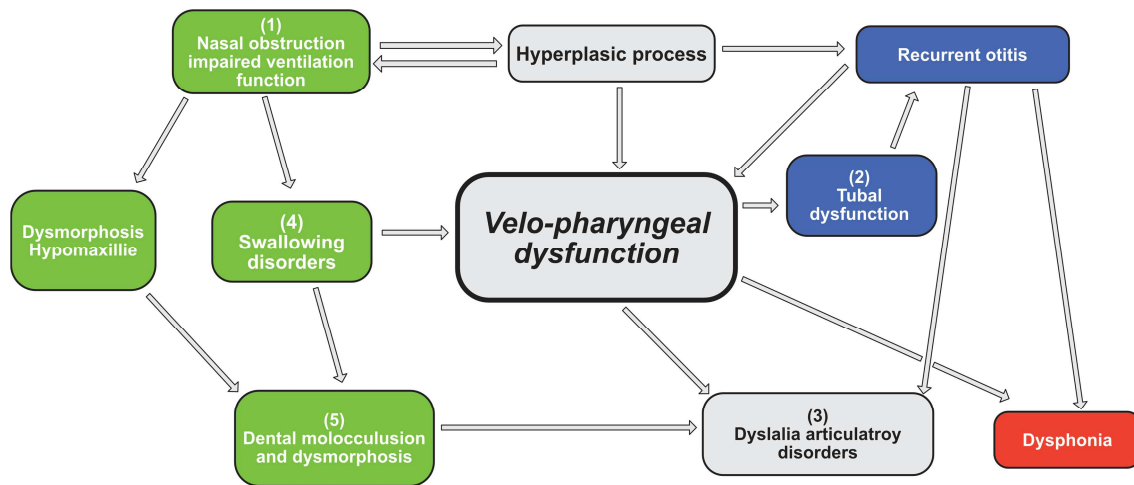 (1)
Nasal obstruction
impaired ventilation
function
Hyperplasic process
Recurrent otitis
(2)
Tubal
dysfunction
Dysmorphosis
Hypomaxillie
(4)
Swallowing
disorders
Velo-pharyngeal
dysfunction
(5)
Dental molocculusion
and dysmorphosis
(3)
Dyslalia articulatroy
disorders
Dysphonia